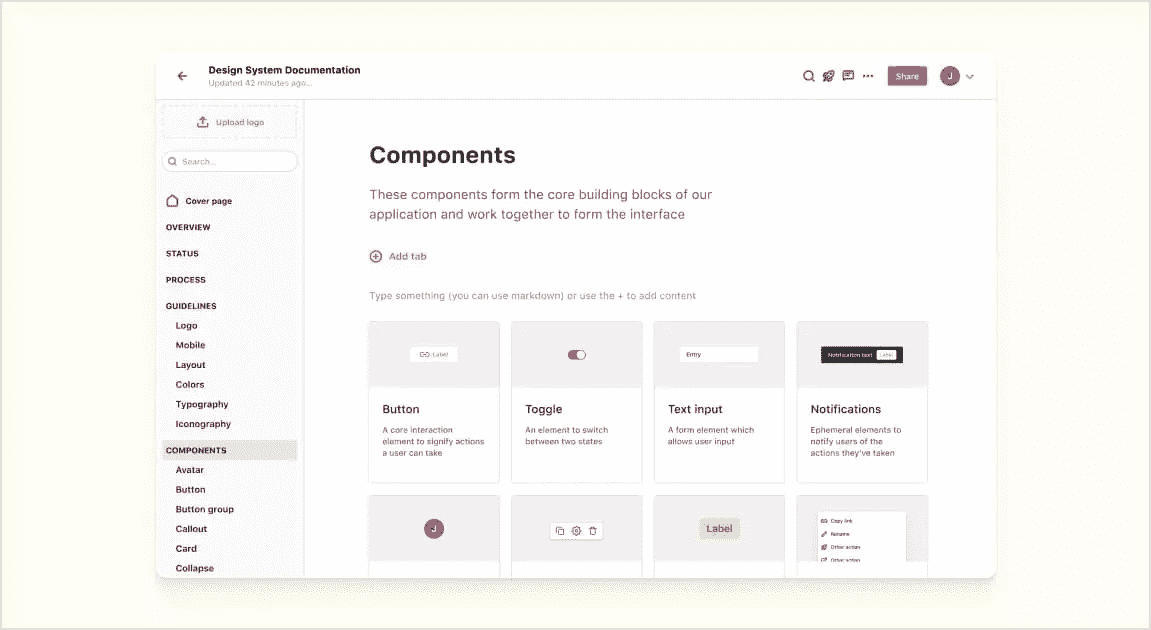 Design System Documentation
Updated 42 minutes ago...
Share
J
Upload logo
Search...
Cover page
OVERVIEW
STATUS
PROCESS
GUIDELINES
Logo
Mobile
Layout
Colors
Typography
Iconography
COMPONENTS
Avatar
Button
Button group
Callout
Card
Collapse
Components
These components form the core building blocks of our
application and work together to form the interface
Add tab
Type something (you can use markdown) or use the + to add content
Label
Button
A core interaction
element to signify actions
a user can take
Toggle
An element to switch
between two states
Entry
Text input
A form element which
allows user input
Notification text Label
Notifications
Ephemeral elements to
notify users of the
actions they've taken
J
Label
Copy link
Rename
Other action
Other action